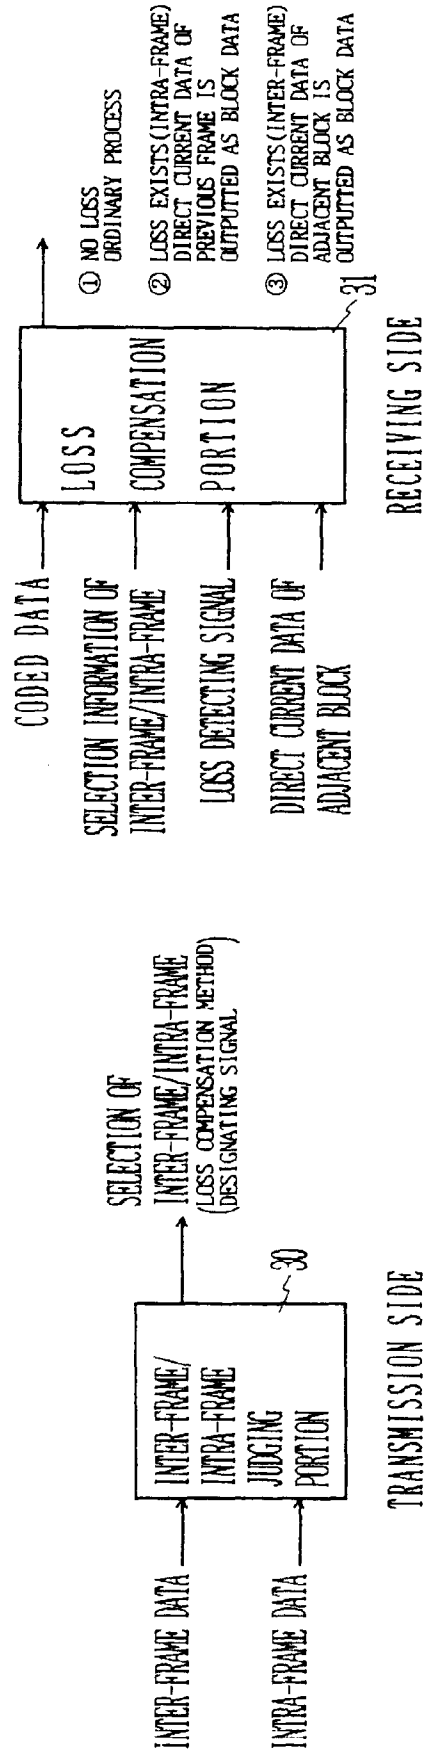 INTER-FRAME DATA
INTRA-FRAME DATA
INTER-FRAME/
INTRA-FRAME
JUDGING
PORTION
30
SELECTION OF
INTER-FRAME/INTRA-FRAME
(LOSS COMPENSATION METHOD)
(DESIGNATING SIGNAL
TRANSMISSION SIDE
CODED DATA
SELECTION INFORMATION OF
INTER-FRAME/INTRA-FRAME
LOSS DETECTING SIGNAL
DIRECT CURRENT DATA OF
ADJACENT BLOCK
LOSS
COMPENSATION
PORTION
31
① NO LOSS
ORDINARY PROCESS
② LOSS EXISTS(INTRA-FRAME)
DIRECT CURRENT DATA OF
PREVIOUS FRAME IS
OUTPUTTED AS BLOCK DATA
③ LOSS EXISTS(INTER-FRAME)
DIRECT CURRENT DATA OF
ADJACENT BLOCK IS
OUTPUTTED AS BLOCK DATA
RECEIVING SIDE